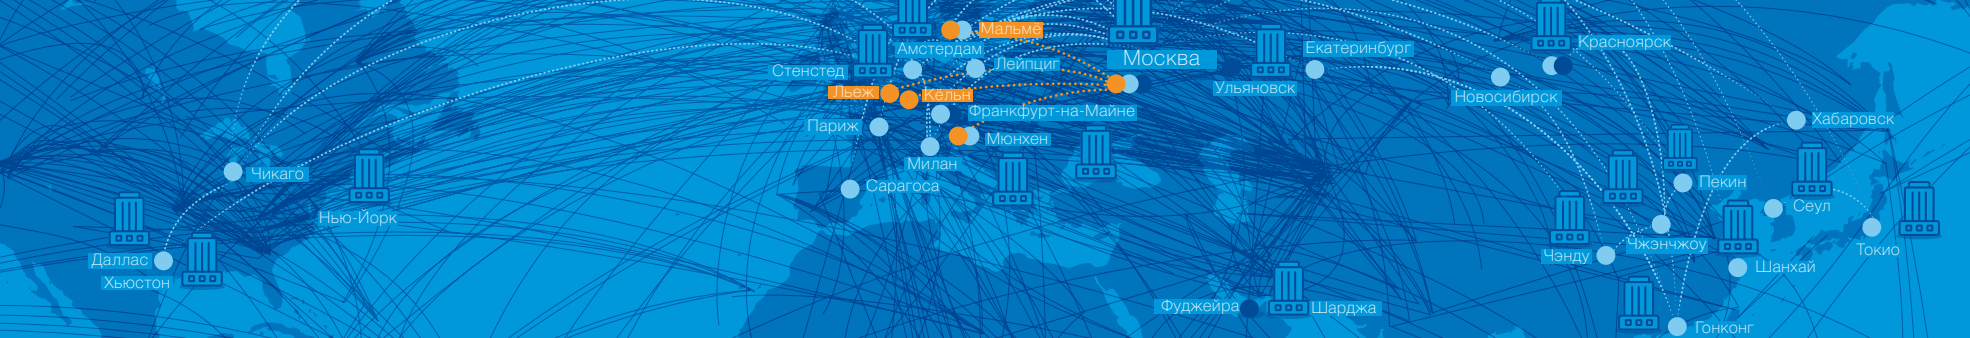 Мальме
Амстердам
Красноярск
Екатеринбург
Москва
Лейпциг
Стенстед
Ульяновск
Льеж
Кёльн
Новосибирск
Франкфурт-на-Майне
Хабаровск
Париж
Мюнхен
Милан
Чикаго
Пекин
Сарагоса
Сеул
Нью-Йорк
Чжэнчжоу
Токио
Даллас
Чэнду
Шанхай
Хьюстон
Фуджейра
Шарджа
Гонконг